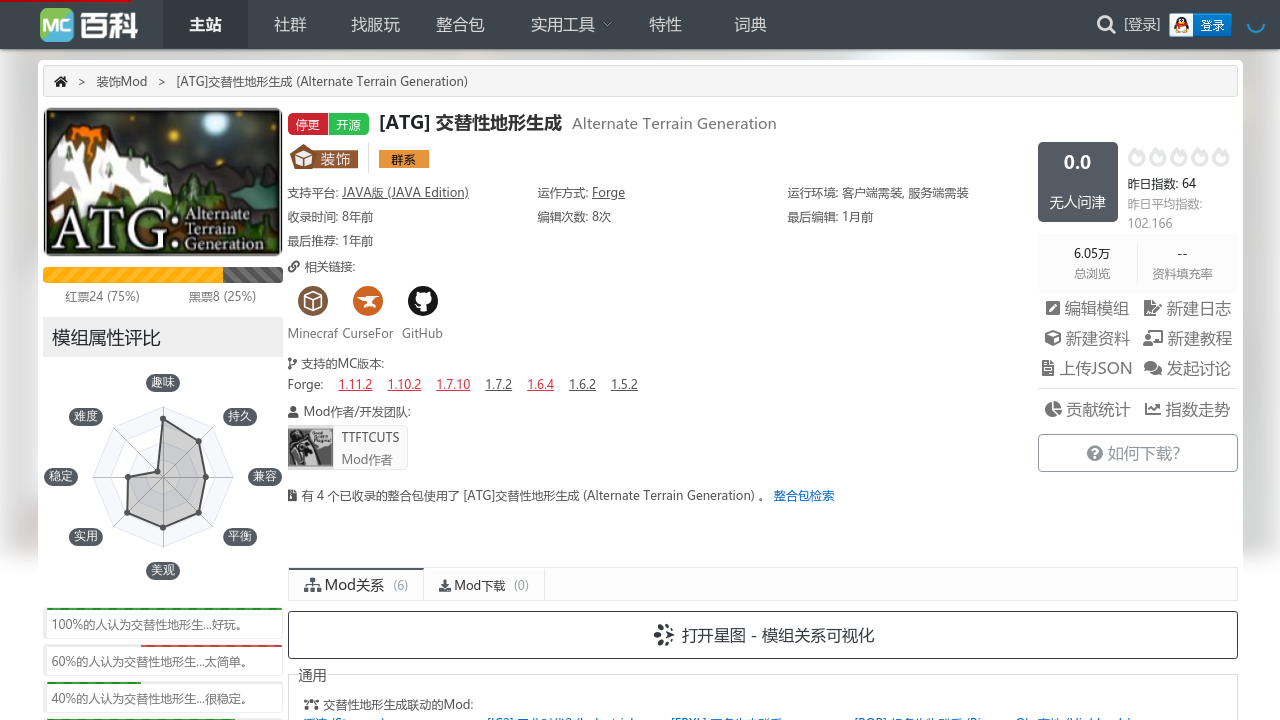 MC百科 主站 社群 找服玩 整合包 实用工具 特性 词典 [登录] 登录
> 装饰Mod > [ATG]交替性地形生成 (Alternate Terrain Generation)
ATG: Alternate Terrain Generation
停更 开源 [ATG] 交替性地形生成 Alternate Terrain Generation
装饰 群系
支持平台: JAVA版 (JAVA Edition) 运作方式: Forge 运行环境: 客户端需装, 服务端需装
收录时间: 8年前 编辑次数: 8次 最后编辑: 1月前
最后推荐: 1年前
相关链接:
Minecraf CurseFor GitHub
支持的MC版本:
Forge: 1.11.2 1.10.2 1.7.10 1.7.2 1.6.4 1.6.2 1.5.2
Mod作者/开发团队:
TTFTCUTS
Mod作者
有 4 个已收录的整合包使用了 [ATG]交替性地形生成 (Alternate Terrain Generation) 。 整合包检索
0.0
无人问津
昨日指数: 64
昨日平均指数:
102.166
6.05万 --
总浏览 资料填充率
编辑模组 新建日志
新建资料 新建教程
上传JSON 发起讨论
贡献统计 指数走势
如何下载?
红票24 (75%) 黑票8 (25%)
模组属性评比
趣味
难度 持久
稳定 兼容
实用 平衡
美观
100%的人认为交替性地形生...好玩。
60%的人认为交替性地形生...太简单。
40%的人认为交替性地形生...很稳定。
Mod关系 (6) Mod下载 (0)
打开星图 - 模组关系可视化
通用
交替性地形生成联动的Mod: